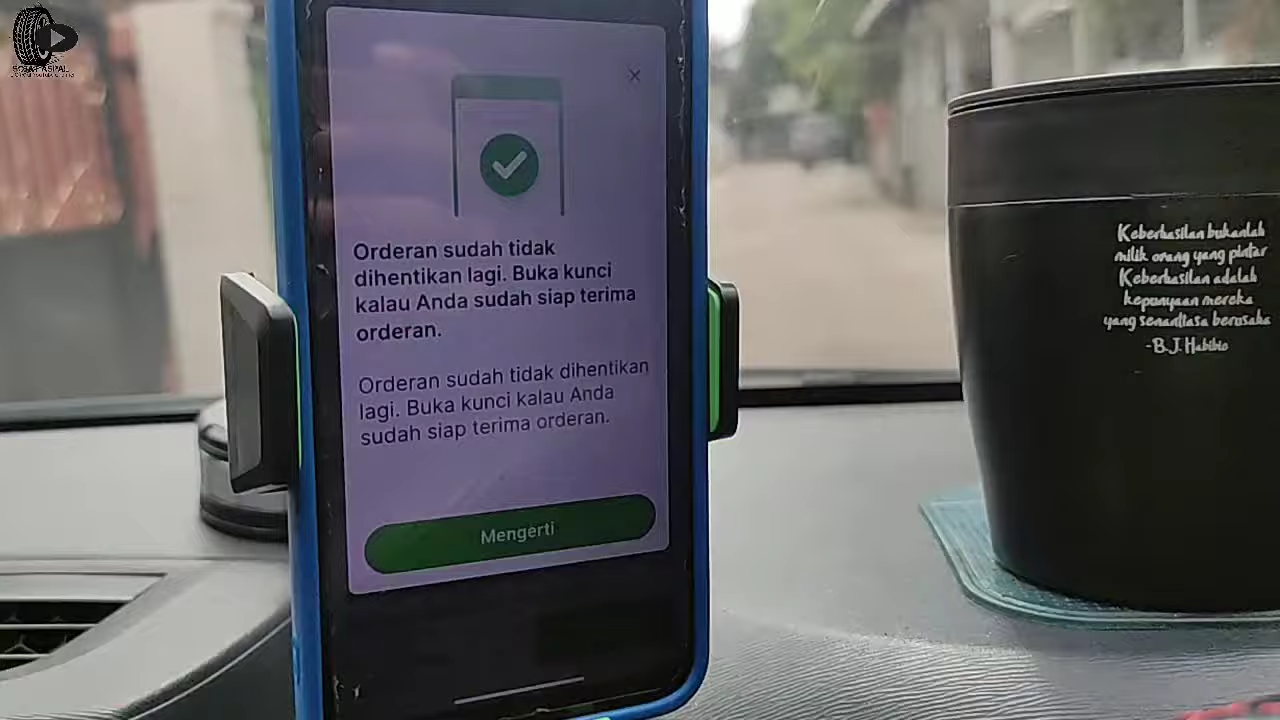 Orderan sudah tidak
dihentikan lagi. Buka kunci
kalau Anda sudah siap terima
orderan.
Orderan sudah tidak dihentikan
lagi. Buka kunci kalau Anda
sudah siap terima orderan.
Mengerti
Keberhasilan bukanlah
milik orang yang pintar
Keberhasilan adalah
kepunyaan mereka
yang senantiasa berusaha
-B.J. Habibie